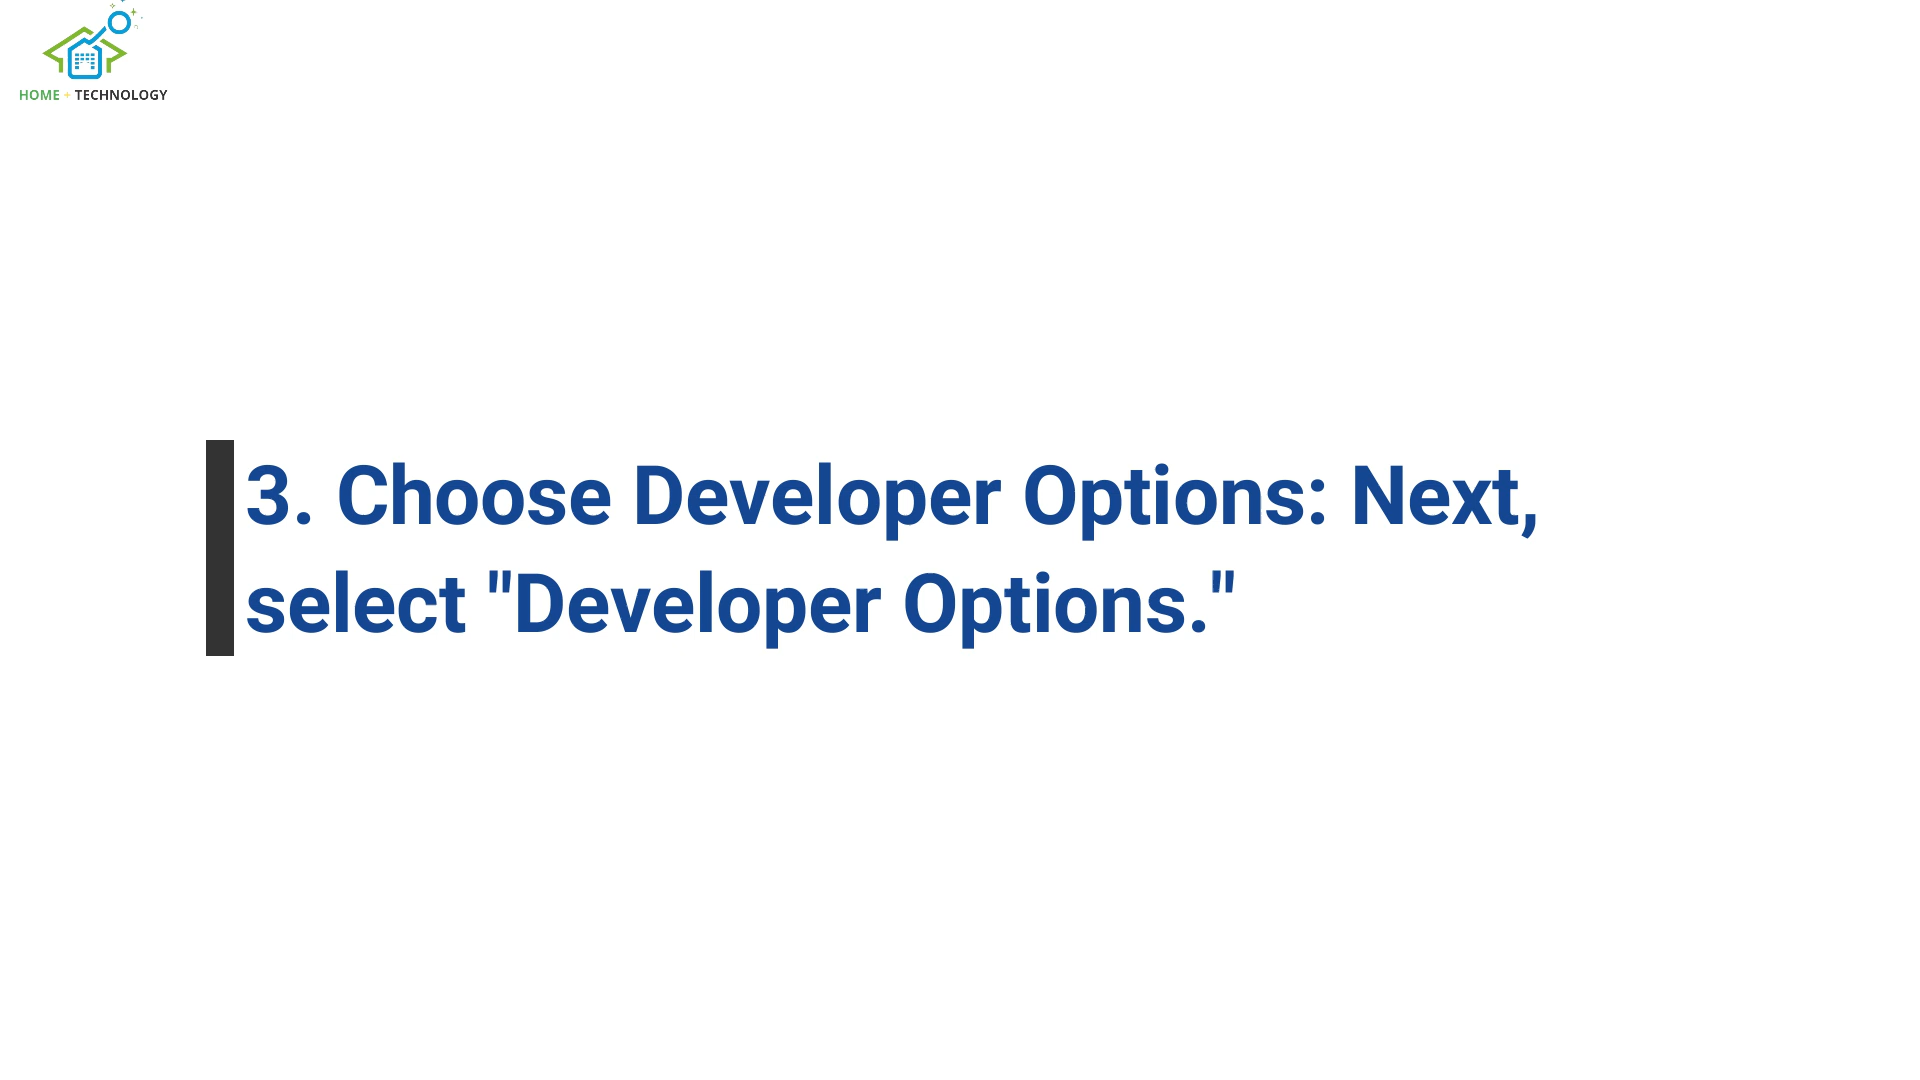 HOME + TECHNOLOGY
3. Choose Developer Options: Next,
select "Developer Options."